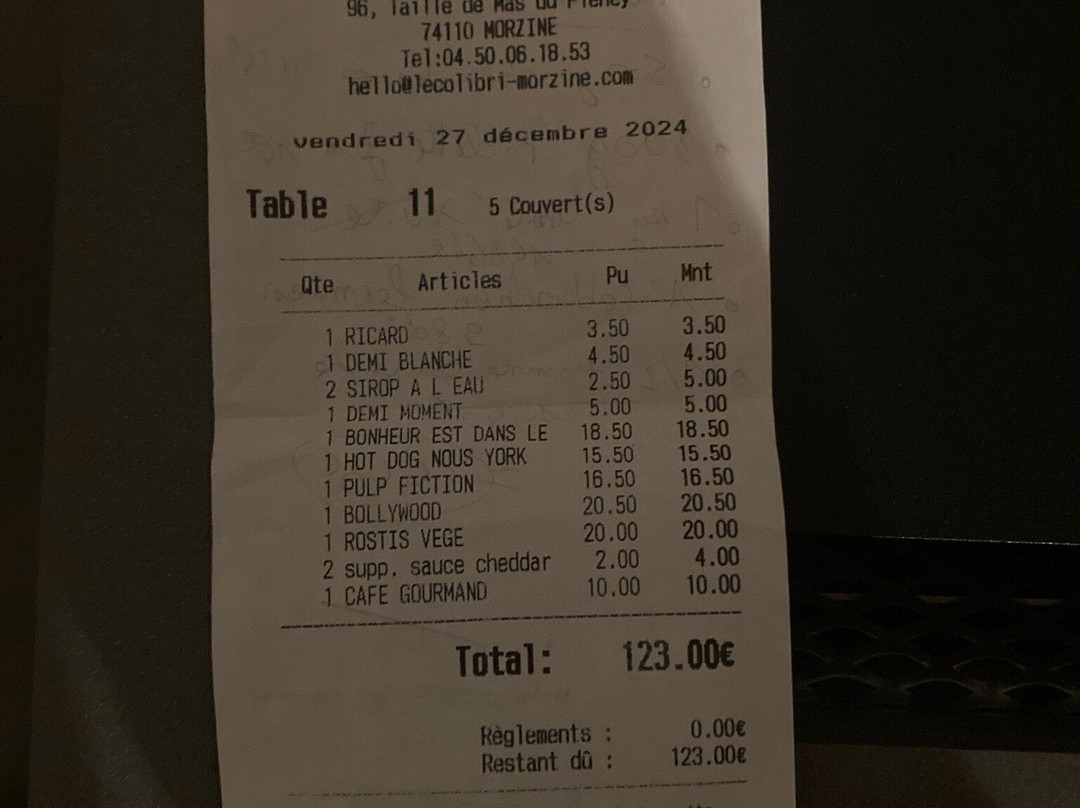 96, Taille de Mas du Pleney
74110 MORZINE
Tel:04.50.06.18.53
hello@lecolibri-morzine.com
vendredi 27 décembre 2024
Table 11 5 Couvert(s)
Qte Articles Pu Mnt
1 RICARD 3.50 3.50
1 DEMI BLANCHE 4.50 4.50
2 SIROP A L EAU 2.50 5.00
1 DEMI MOMENT 5.00 5.00
1 BONHEUR EST DANS LE 18.50 18.50
1 HOT DOG NOUS YORK 15.50 15.50
1 PULP FICTION 16.50 16.50
1 BOLLYWOOD 20.50 20.50
1 ROSTIS VEGE 20.00 20.00
2 supp. sauce cheddar 2.00 4.00
1 CAFE GOURMAND 10.00 10.00
Total: 123.00€
Règlements : 0.00€
Restant dû : 123.00€